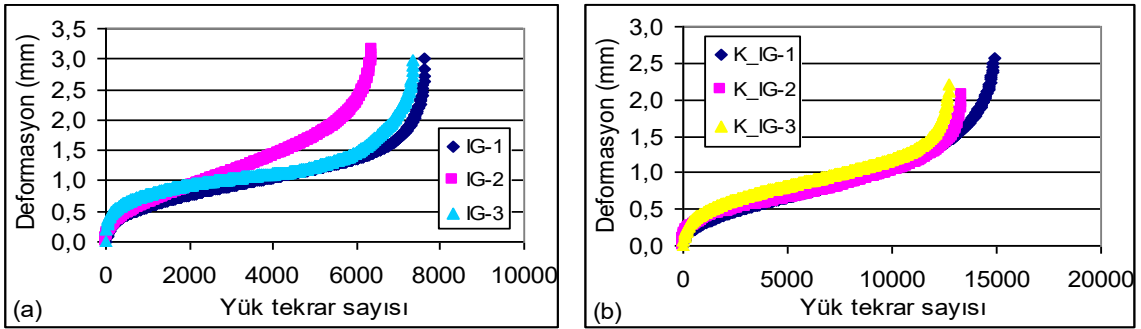 Deformasyon (mm)
3,5
3,0
2,5
2,0
1,5
1,0
0,5
0,0
IG-1
IG-2
IG-3
0 2000 4000 6000 8000 10000
Yük tekrar sayısı
(a)
Deformasyon (mm)
3,0
2,5
2,0
1,5
1,0
0,5
0,0
K_IG-1
K_IG-2
K_IG-3
0 5000 10000 15000 20000
Yük tekrar sayısı
(b)